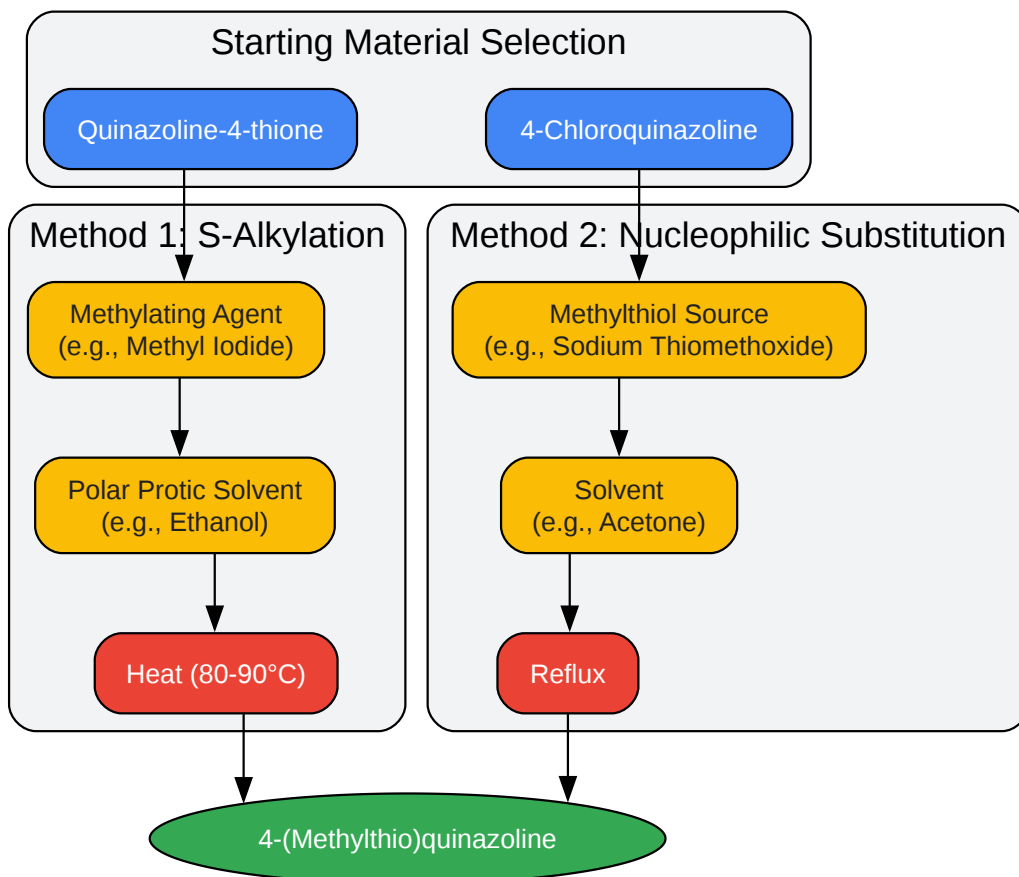 Starting Material Selection
Quinazoline-4-thione
4-Chloroquinazoline
Method 1: S-Alkylation
Methylating Agent
(e.g., Methyl Iodide)
Polar Protic Solvent
(e.g., Ethanol)
Heat (80-90°C)
Method 2: Nucleophilic Substitution
Methylthiol Source
(e.g., Sodium Thiomethoxide)
Solvent
(e.g., Acetone)
Reflux
4-(Methylthio)quinazoline